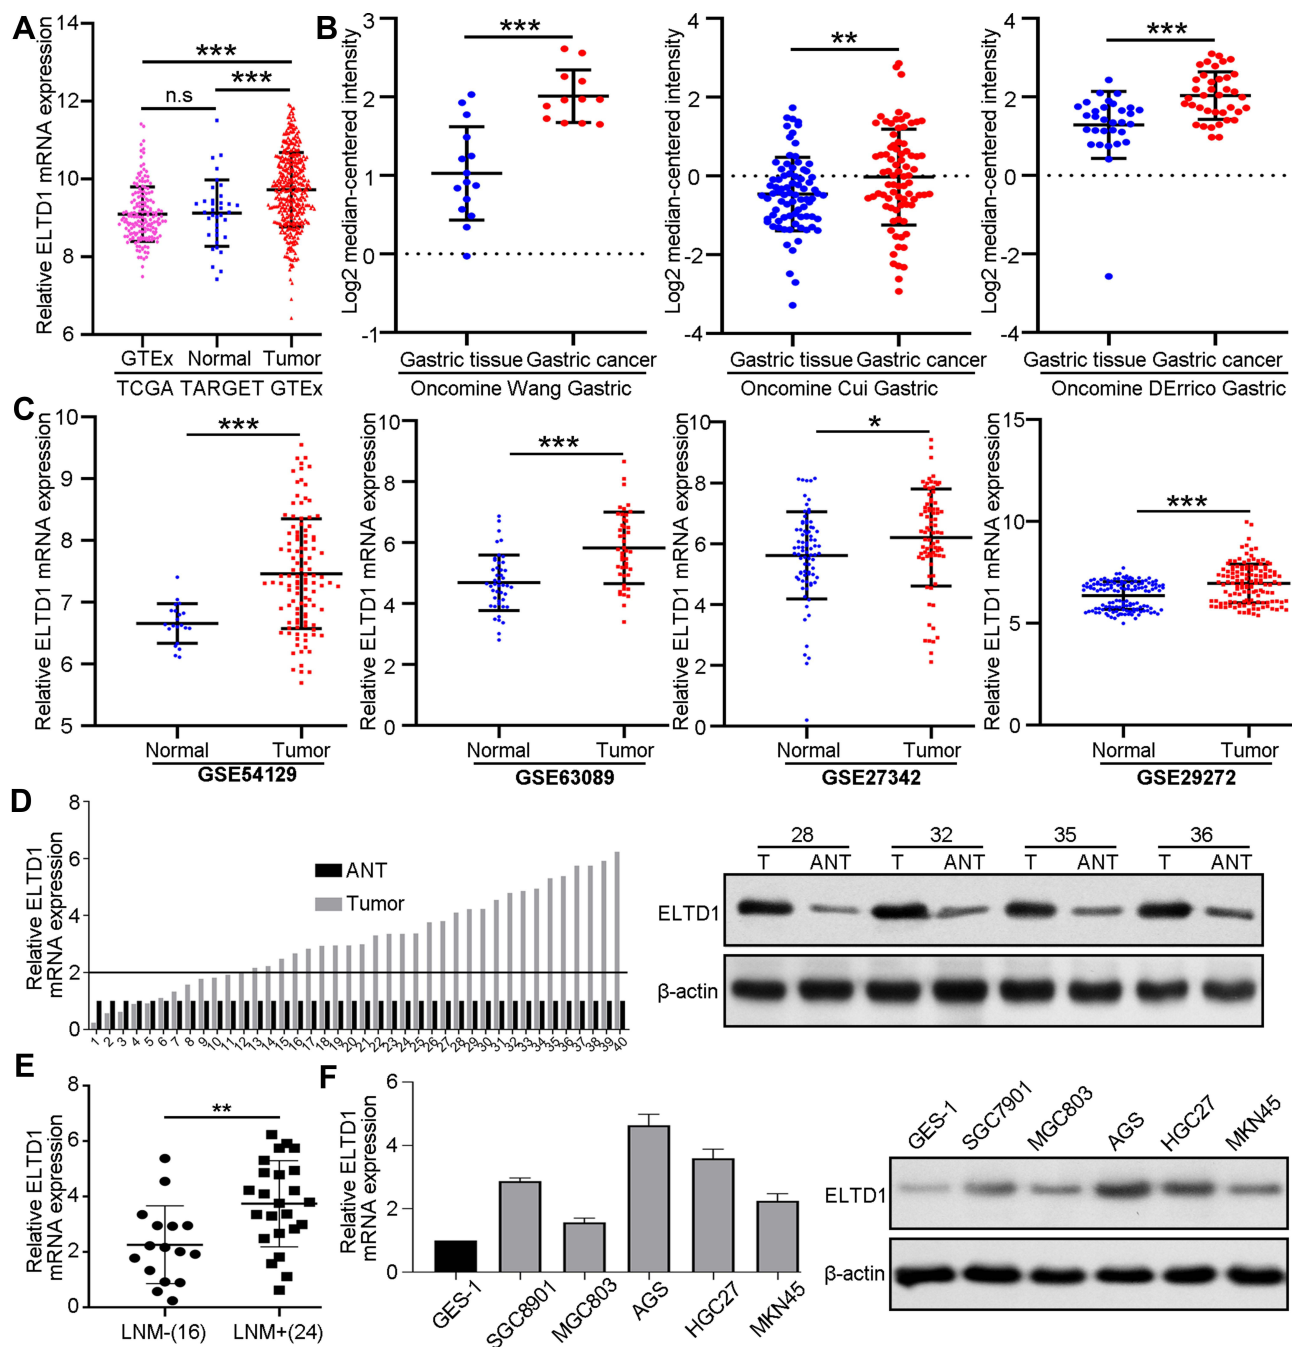 A
Relative ELTD1 mRNA expression
14
12
10
8
6
***
***
n.s
GTEx Normal Tumor
TCGA TARGET GTEx
B
Log2 median-centered intensity
3
2
1
0
-1
***
Gastric tissue Gastric cancer
Oncomine Wang Gastric
Log2 median-centered intensity
4
2
0
-2
-4
**
Gastric tissue Gastric cancer
Oncomine Cui Gastric
Log2 median-centered intensity
4
2
0
-2
-4
***
Gastric tissue Gastric cancer
Oncomine DErrico Gastric
C
Relative ELTD1 mRNA expression
10
9
8
7
6
5
***
Normal Tumor
GSE54129
Relative ELTD1 mRNA expression
10
8
6
4
2
0
***
Normal Tumor
GSE63089
Relative ELTD1 mRNA expression
10
8
6
4
2
0
*
Normal Tumor
GSE27342
Relative ELTD1 mRNA expression
15
10
5
0
***
Normal Tumor
GSE29272
D
Relative ELTD1
mRNA expression
8
6
4
2
0
ANT
Tumor
1 2 3 4 5 6 7 8 9 10 11 12 13 14 15 16 17 18 19 20 21 22 23 24 25 26 27 28 29 30 31 32 33 34 35 36 37 38 39 40
28 32 35 36
T ANT T ANT T ANT T ANT
ELTD1
β-actin
E
Relative ELTD1
mRNA expression
8
6
4
2
0
**
LNM-(16) LNM+(24)
F
Relative ELTD1
mRNA expression
6
4
2
0
GES-1 SGC8901 MGC803 AGS HGC27 MKN45
GES-1 SGC7901 MGC803 AGS HGC27 MKN45
ELTD1
β-actin